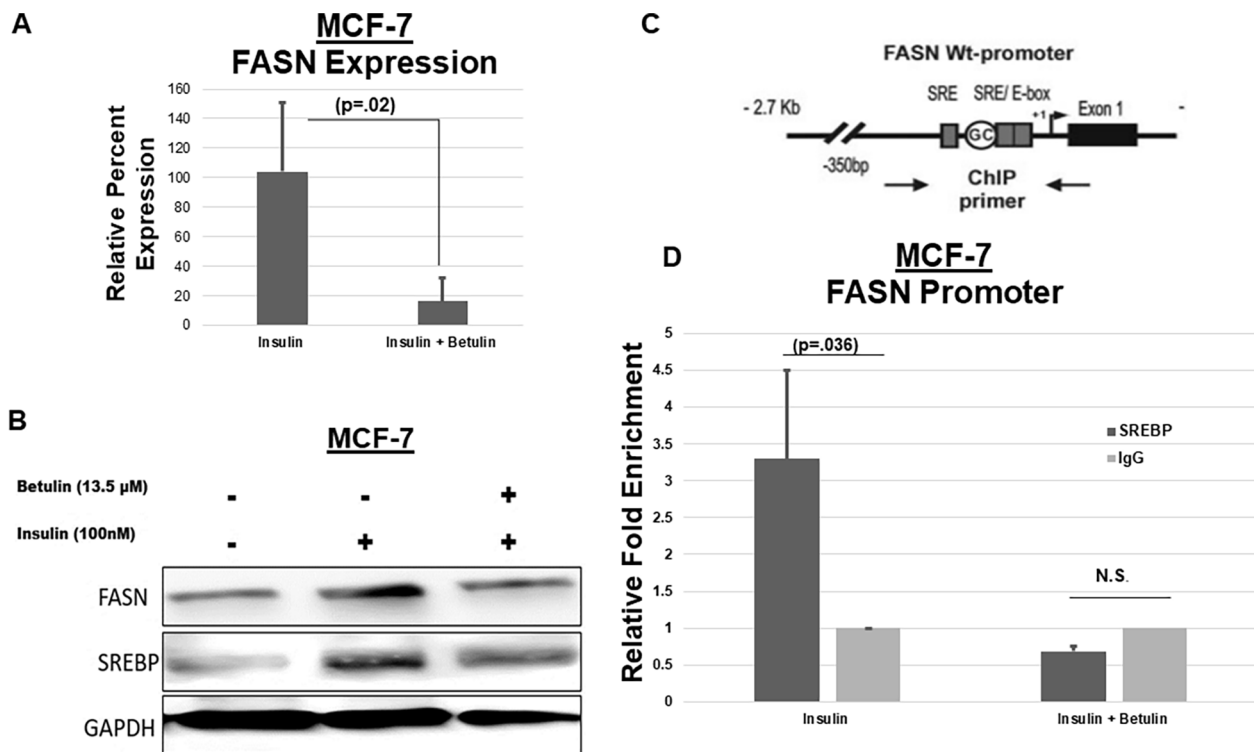 A
MCF-7
FASN Expression
Relative Percent
Expression
160
140
120
100
80
60
40
20
0
(p=.02)
Insulin
Insulin + Betulin
B
MCF-7
Betulin (13.5 µM)
- - +
Insulin (100nM)
- + +
FASN
SREBP
GAPDH
C
FASN Wt-promoter
SRE SRE/ E-box
- 2.7 Kb
+1
Exon 1
-
GC
-350bp
ChIP
primer
D
MCF-7
FASN Promoter
Relative Fold Enrichment
5
4.5
4
3.5
3
2.5
2
1.5
1
0.5
0
(p=.036)
SREBP
IgG
N.S.
Insulin
Insulin + Betulin